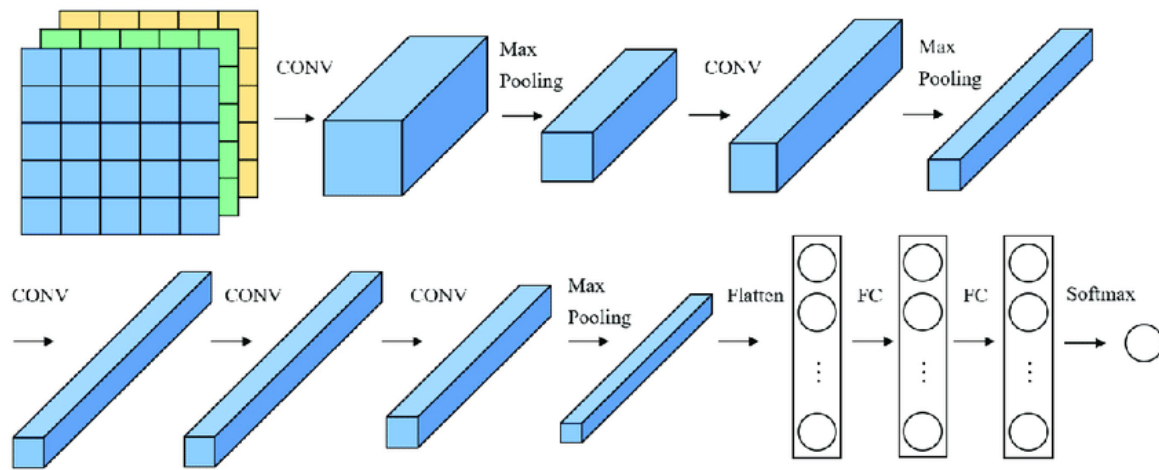 CONV
Max
Pooling
CONV
Max
Pooling
CONV
CONV
CONV
Max
Pooling
Flatten
FC
FC
Softmax